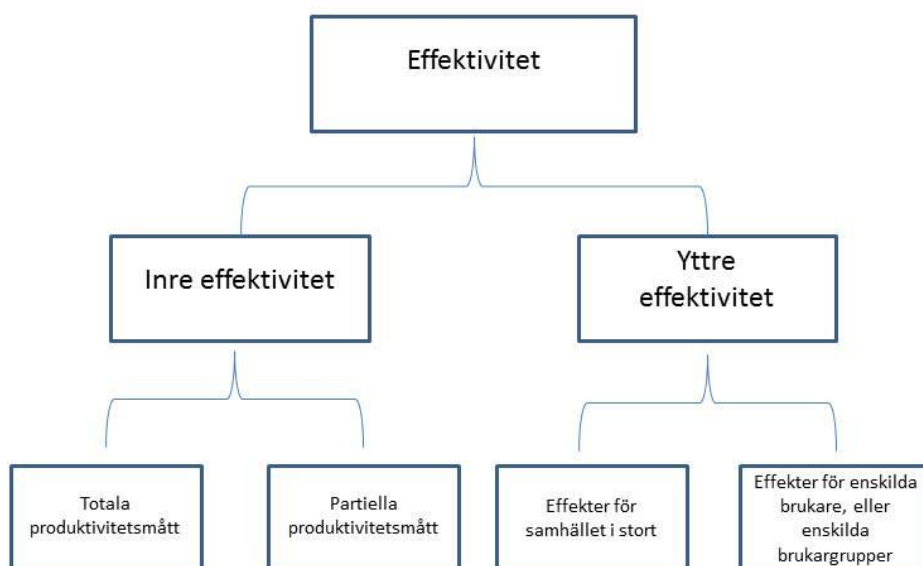 Effektivitet
Inre effektivitet
Yttre
effektivitet
Totala
produktivitetsmått
Partiella
produktivitetsmått
Effekter för
samhället i stort
Effekter för enskilda
brukare, eller
enskilda
brukargrupper